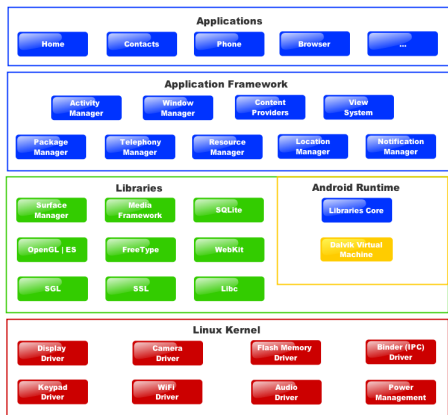 Applications
Home Contacts Phone Browser ...
Application Framework
Activity Manager
Window Manager
Content Providers
View System
Package Manager
Telephony Manager
Resource Manager
Location Manager
Notification Manager
Libraries
Surface Manager
Media Framework
SQLite
OpenGL | ES
FreeType
WebKit
SGL
SSL
Libc
Android Runtime
Libraries Core
Dalvik Virtual Machine
Linux Kernel
Display Driver
Camera Driver
Flash Memory Driver
Binder (IPC) Driver
Keypad Driver
WiFi Driver
Audio Driver
Power Management